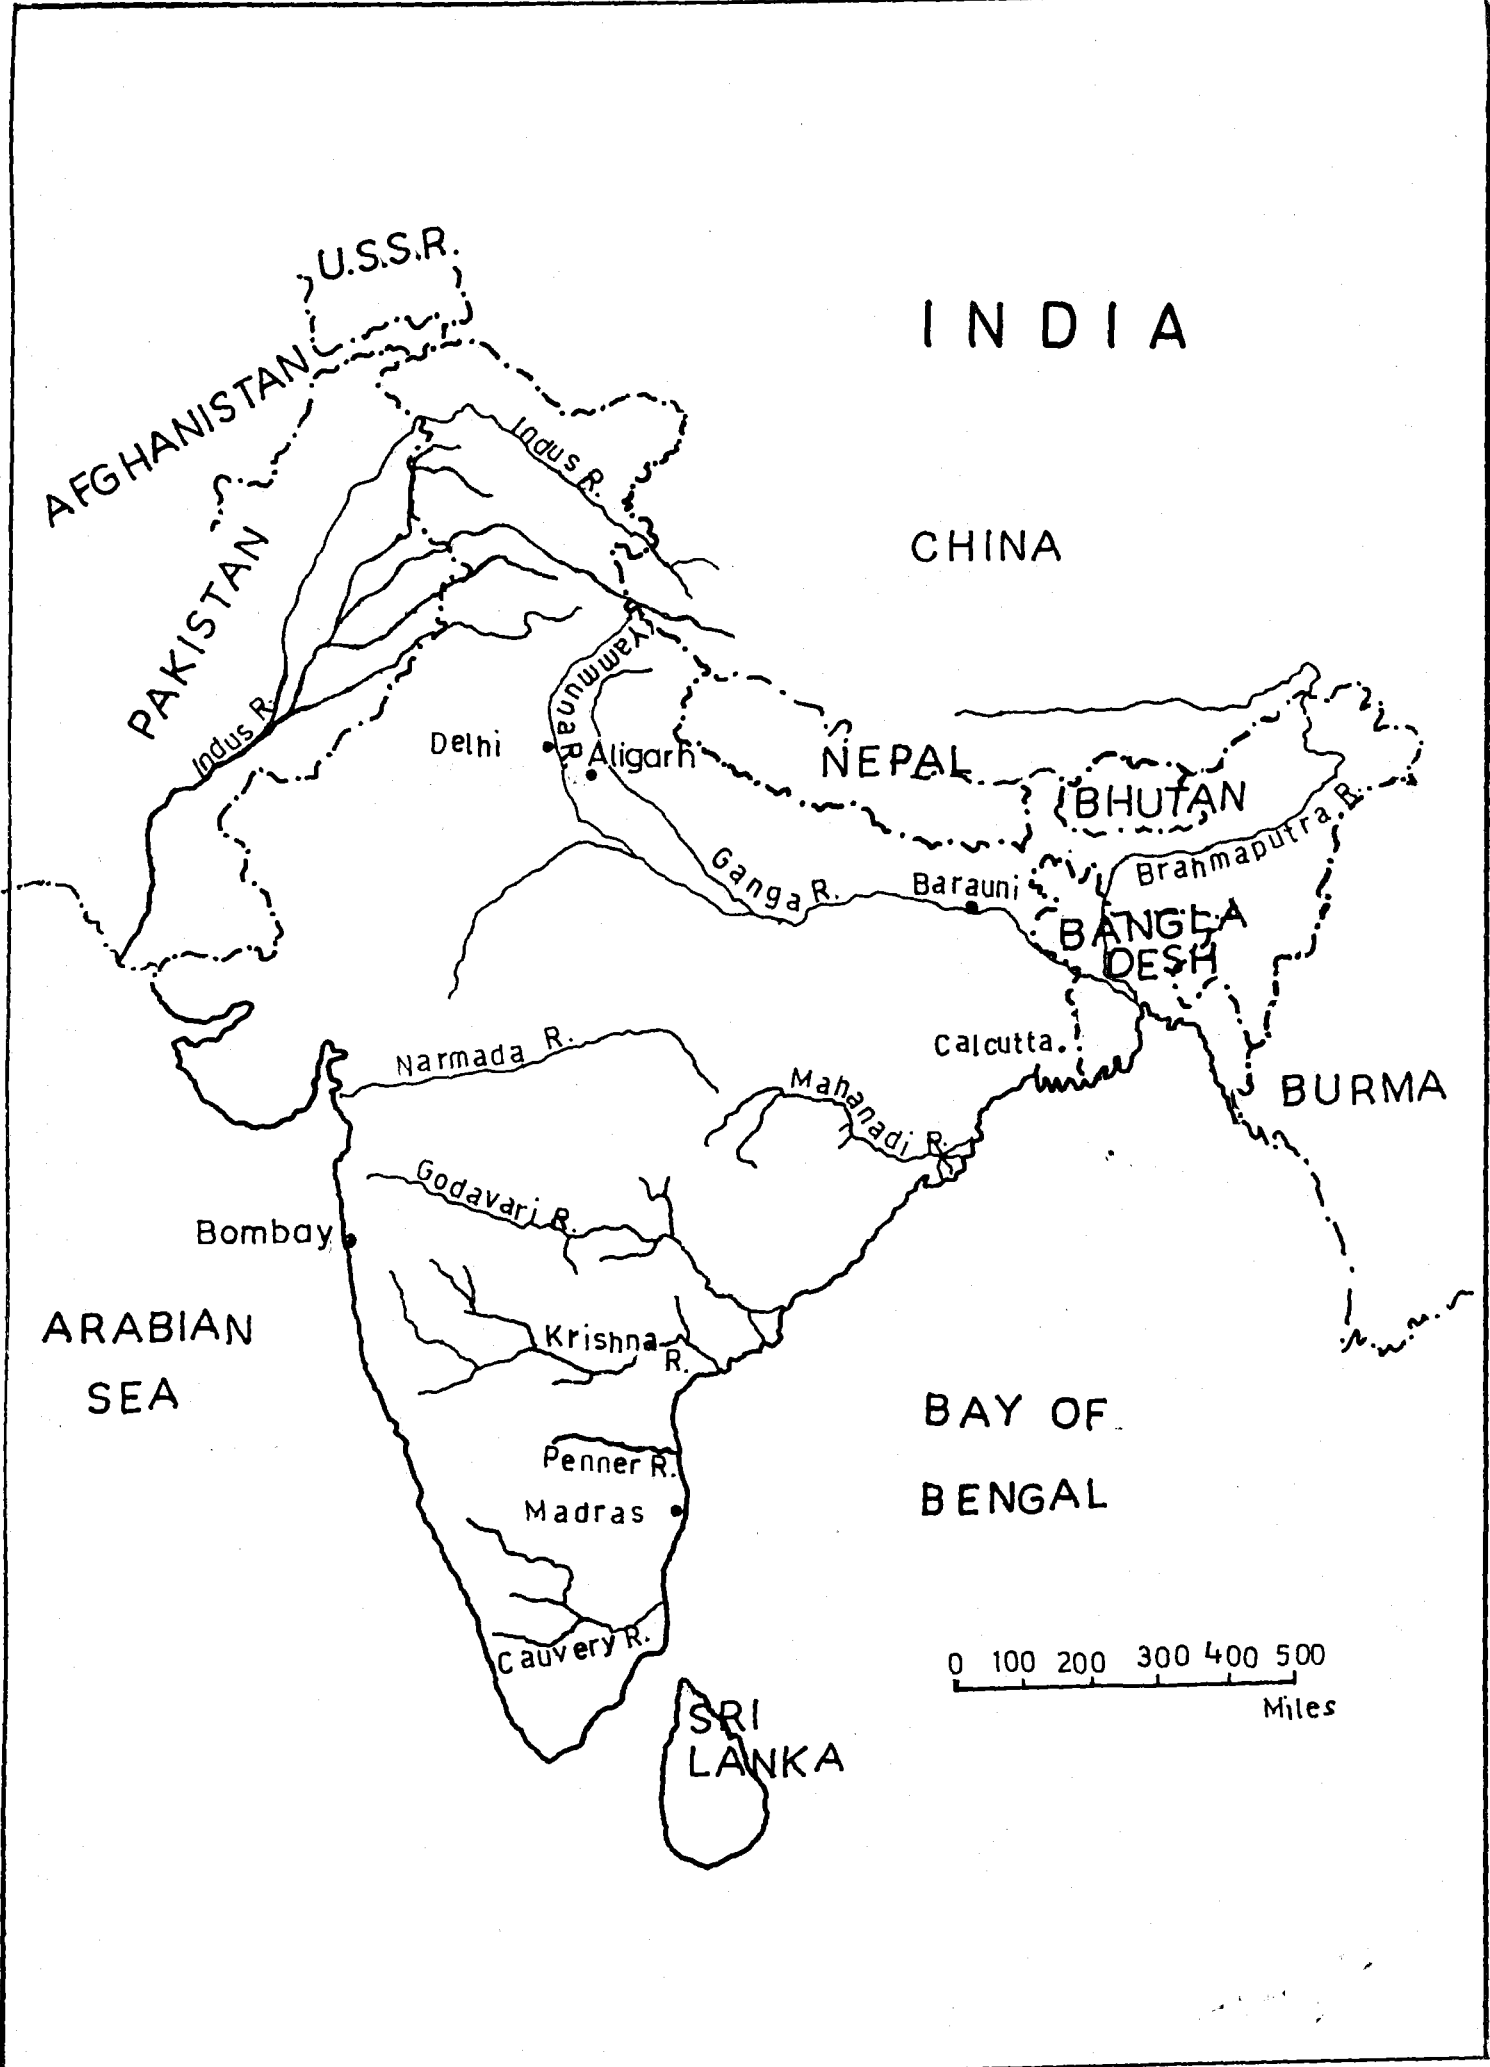 U.S.S.R.
INDIA
AFGHANISTAN
Indus R.
CHINA
PAKISTAN
Yammuna R.
Indus R.
Delhi
Aligarh
NEPAL
BHUTAN
Brahmaputra R.
Ganga R.
Barauni
BANGLA
DESH
Calcutta
Narmada R.
Mahanadi R.
BURMA
Godavari R.
Bombay
ARABIAN
SEA
Krishna
R.
BAY OF
BENGAL
Penner R.
Madras
Cauvery R.
0 100 200 300 400 500
Miles
SRI
LANKA